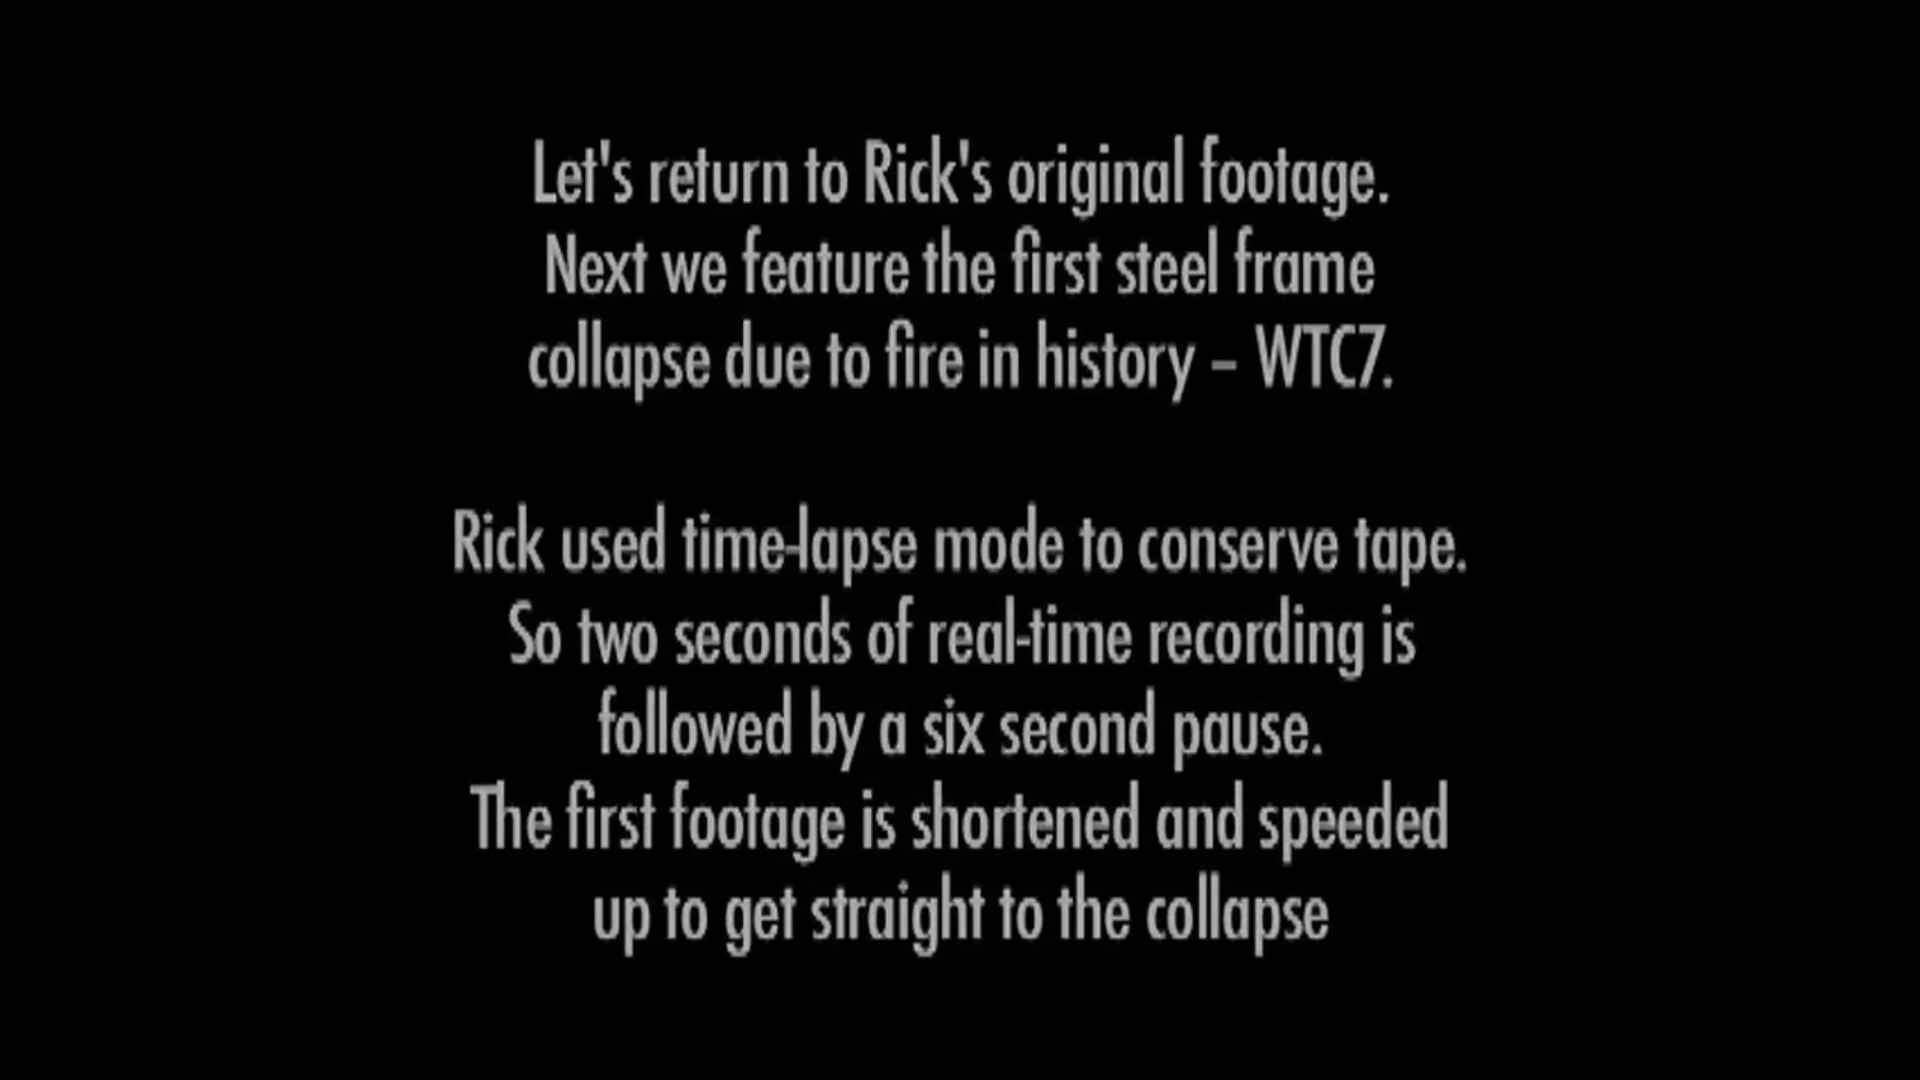 Let's return to Rick's original footage.
Next we feature the first steel frame
collapse due to fire in history – WTC7.
Rick used time-lapse mode to conserve tape.
So two seconds of real-time recording is
followed by a six second pause.
The first footage is shortened and speeded
up to get straight to the collapse